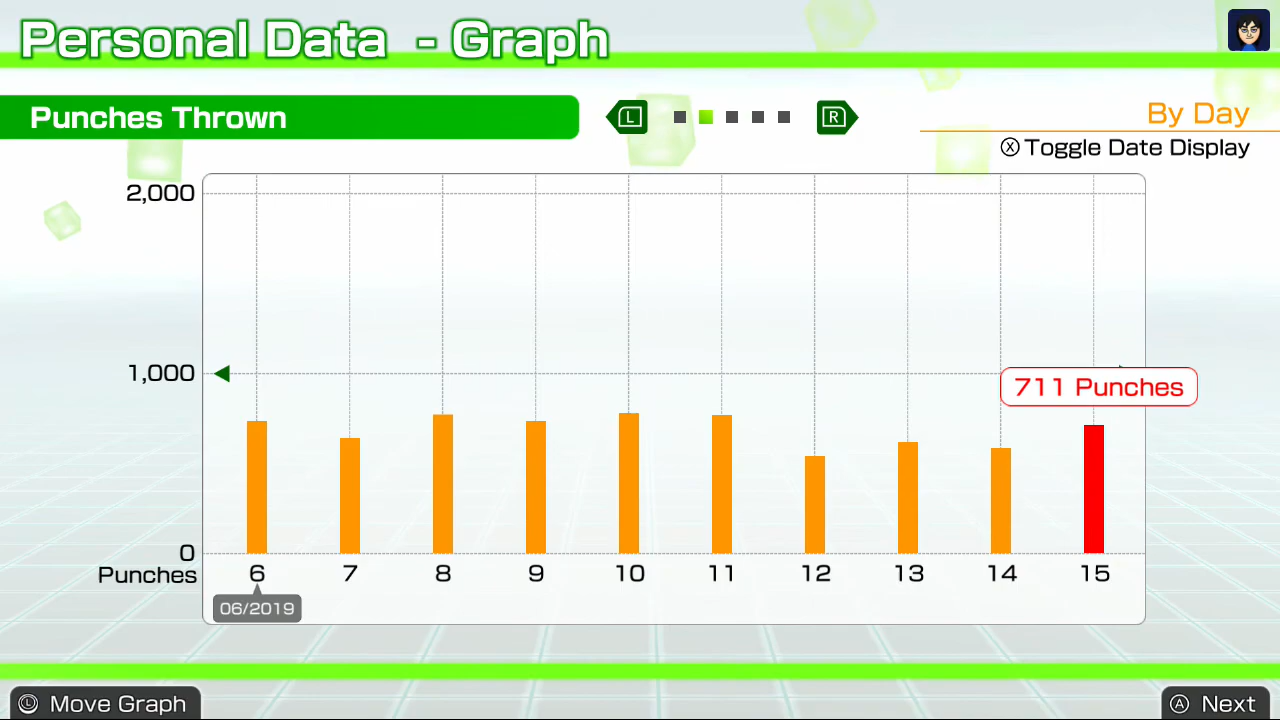 Personal Data - Graph
Punches Thrown
L
R
By Day
X Toggle Date Display
2,000
1,000
711 Punches
0
Punches
6 7 8 9 10 11 12 13 14 15
06/2019
L Move Graph
A Next